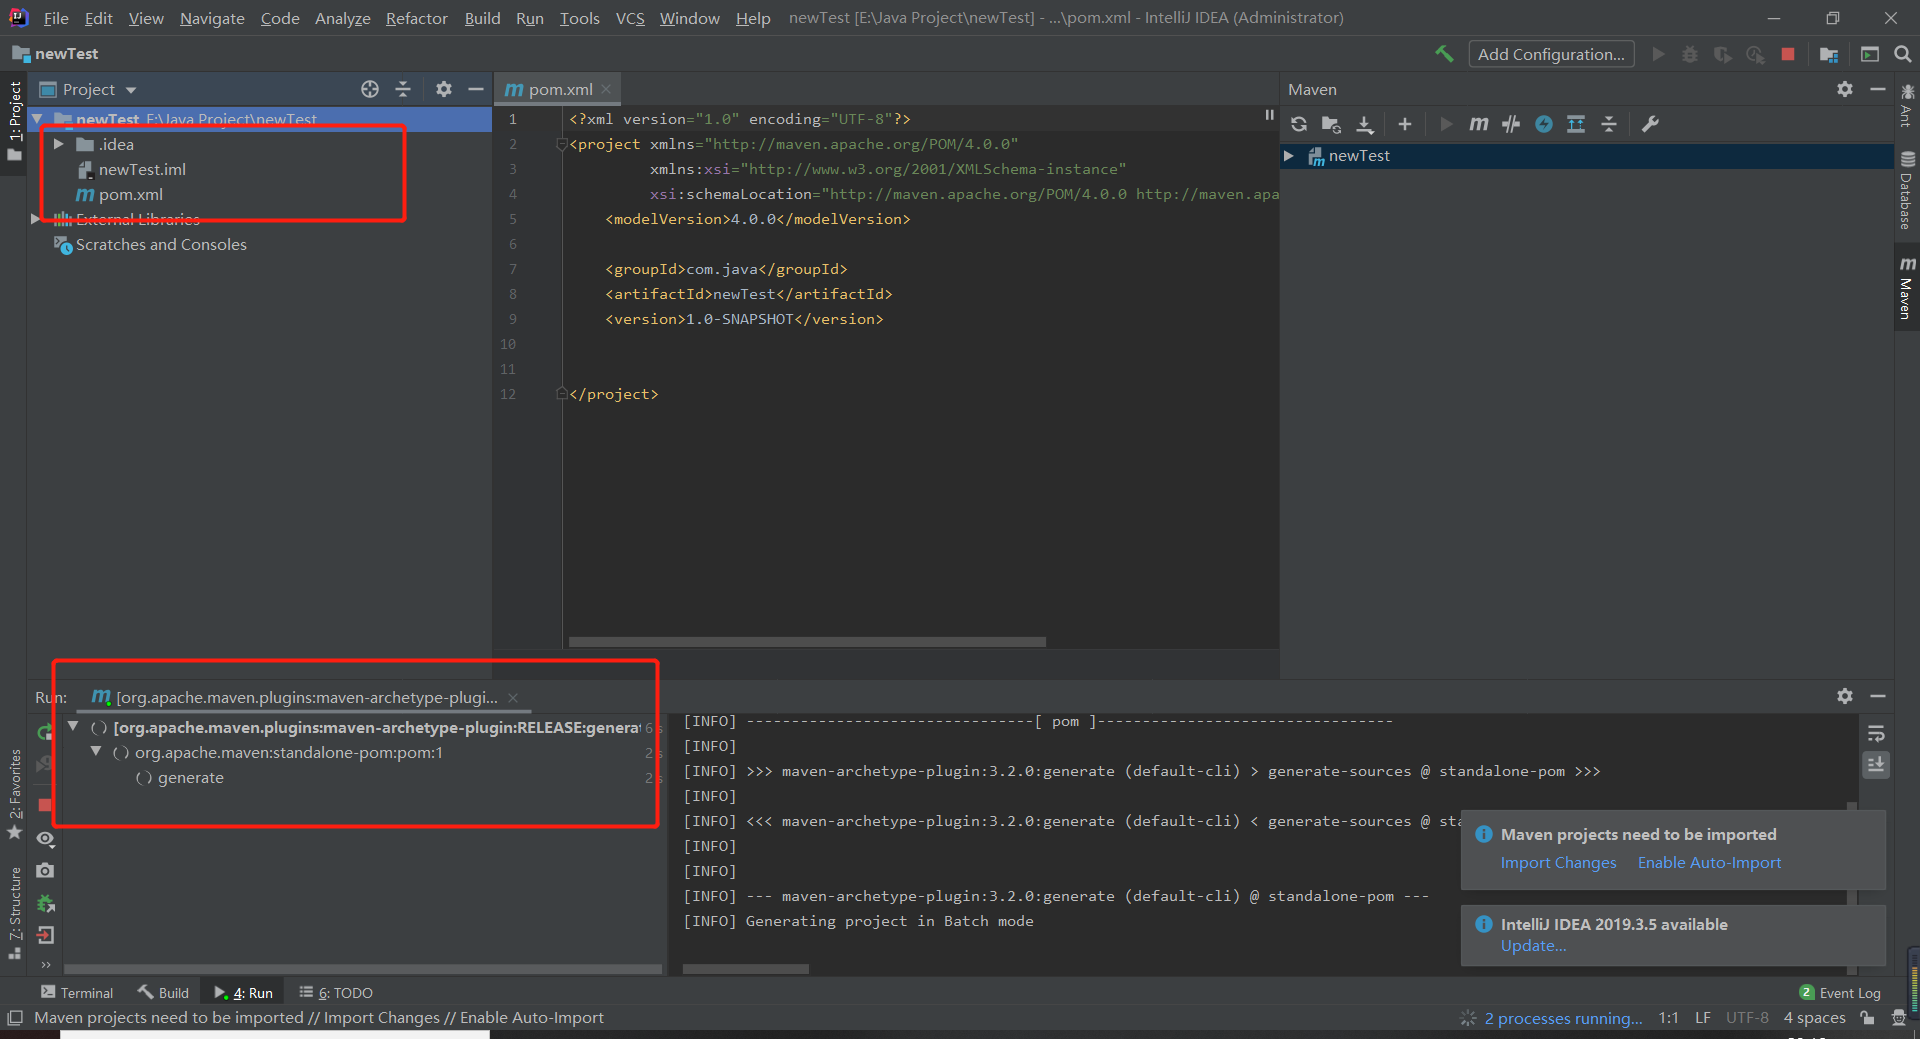 File Edit View Navigate Code Analyze Refactor Build Run Tools VCS Window Help newTest [E:\Java Project\newTest] - ...\pom.xml - IntelliJ IDEA (Administrator)
newTest
Add Configuration...
1: Project
Project
newTest E:\Java Project\newTest
.idea
newTest.iml
pom.xml
External Libraries
Scratches and Consoles
pom.xml
1 <?xml version="1.0" encoding="UTF-8"?>
2 <project xmlns="http://maven.apache.org/POM/4.0.0"
3 xmlns:xsi="http://www.w3.org/2001/XMLSchema-instance"
4 xsi:schemaLocation="http://maven.apache.org/POM/4.0.0 http://maven.apa
5 <modelVersion>4.0.0</modelVersion>
6
7 <groupId>com.java</groupId>
8 <artifactId>newTest</artifactId>
9 <version>1.0-SNAPSHOT</version>
10
11
12 </project>
Maven
newTest
Ant
Database
Maven
Run: [org.apache.maven.plugins:maven-archetype-plugi...
[org.apache.maven.plugins:maven-archetype-plugin:RELEASE:genera 6 s
org.apache.maven:standalone-pom:pom:1 2 s
generate 2 s
[INFO] --------------------------------[ pom ]---------------------------------
[INFO]
[INFO] >>> maven-archetype-plugin:3.2.0:generate (default-cli) > generate-sources @ standalone-pom >>>
[INFO]
[INFO] <<< maven-archetype-plugin:3.2.0:generate (default-cli) < generate-sources @ sta
[INFO]
[INFO]
[INFO] --- maven-archetype-plugin:3.2.0:generate (default-cli) @ standalone-pom ---
[INFO] Generating project in Batch mode
Maven projects need to be imported
Import Changes Enable Auto-Import
IntelliJ IDEA 2019.3.5 available
Update...
2: Favorites
7: Structure
Terminal Build 4: Run 6: TODO
2 Event Log
Maven projects need to be imported // Import Changes // Enable Auto-Import
2 processes running... 1:1 LF UTF-8 4 spaces